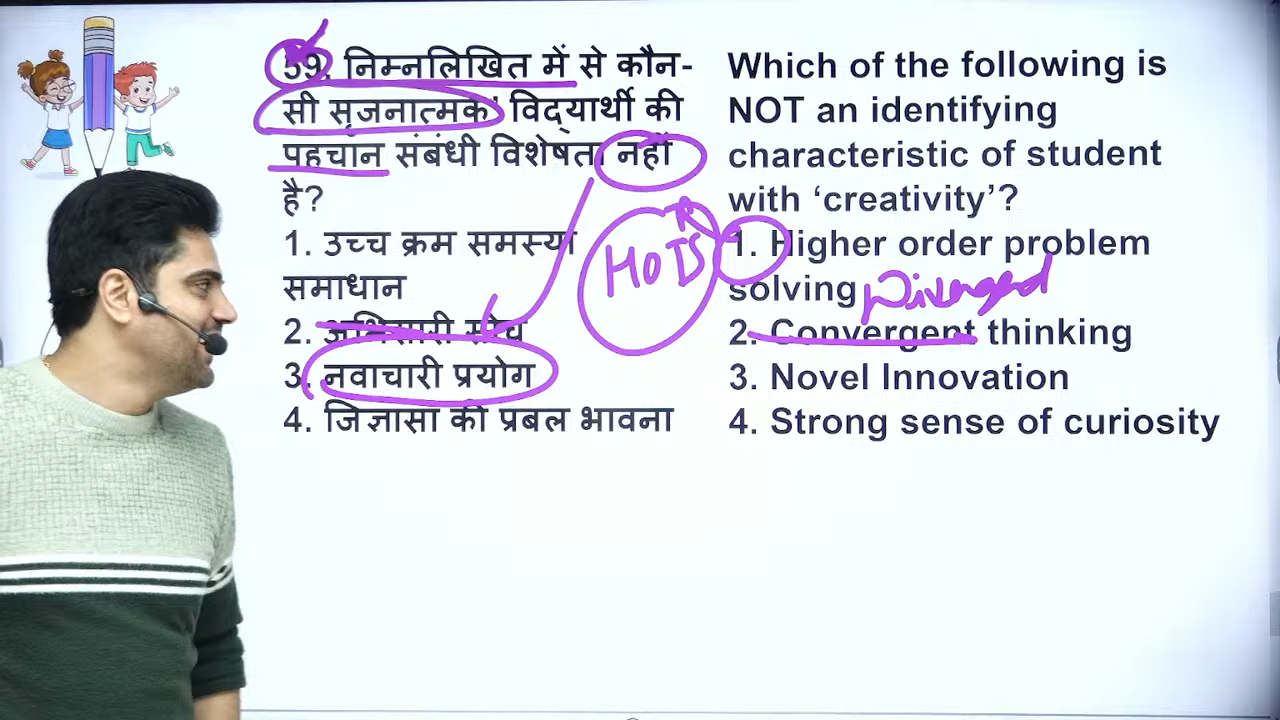 59. निम्नलिखित में से कौन-
सी सृजनात्मक' विद्यार्थी की
पहचान संबंधी विशेषता नहीं
है?
1. उच्च क्रम समस्या
समाधान
2. अभिसारी सोच
3. नवाचारी प्रयोग
4. जिज्ञासा की प्रबल भावना
HOTS
Which of the following is
NOT an identifying
characteristic of student
with ‘creativity’?
1. Higher order problem
solving
2. Convergent thinking
3. Novel Innovation
4. Strong sense of curiosity